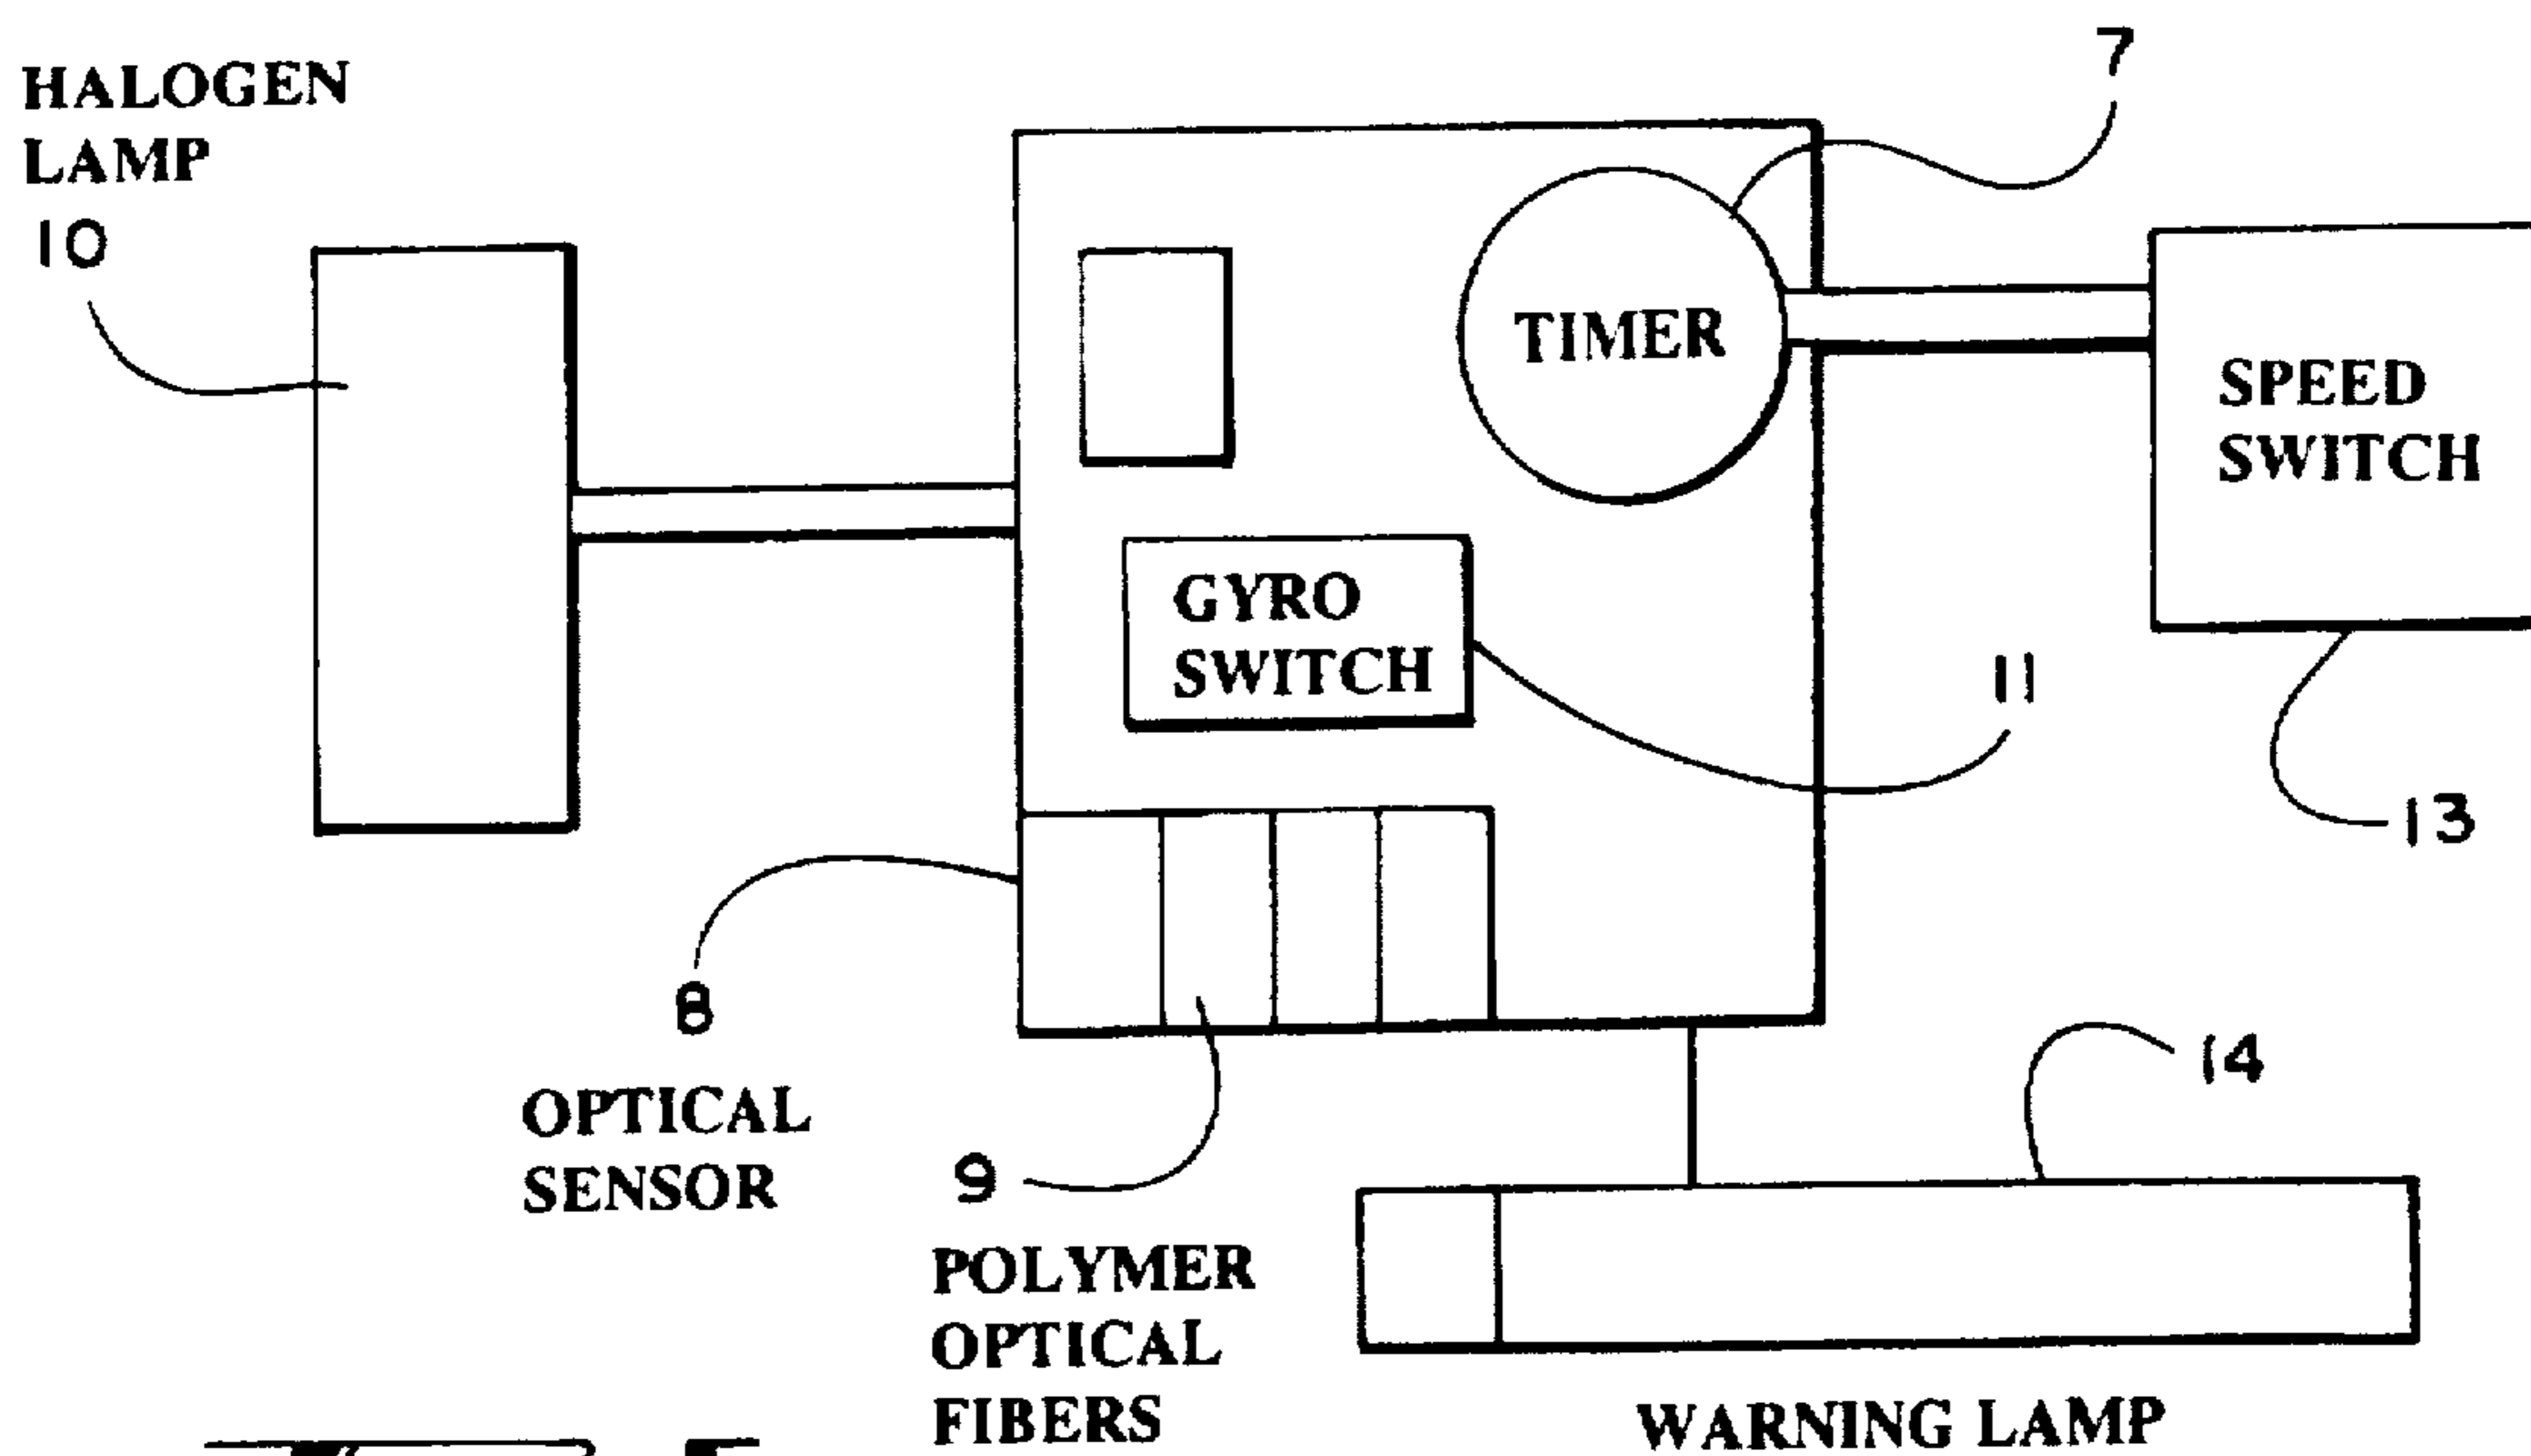 HALOGEN
LAMP
10
7
TIMER
SPEED
SWITCH
GYRO
SWITCH
11
13
8
OPTICAL
SENSOR
9
POLYMER
OPTICAL
FIBERS
14
WARNING LAMP